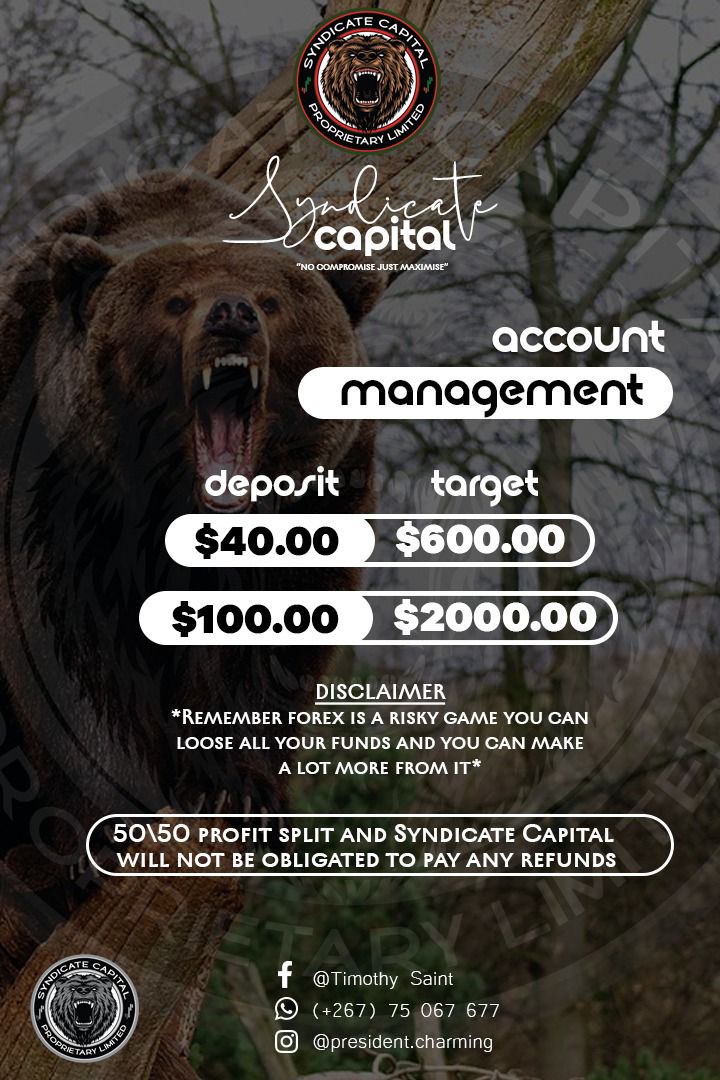 SYNDICATE CAPITAL
PROPRIETARY LIMITED
Syndicate
capital
"NO COMPROMISE JUST MAXIMISE"
account
management
deposit target
$40.00 $600.00
$100.00 $2000.00
DISCLAIMER
*REMEMBER FOREX IS A RISKY GAME YOU CAN
LOOSE ALL YOUR FUNDS AND YOU CAN MAKE
A LOT MORE FROM IT*
50\50 PROFIT SPLIT AND SYNDICATE CAPITAL
WILL NOT BE OBLIGATED TO PAY ANY REFUNDS
@Timothy Saint
(+267) 75 067 677
@president.charming
SYNDICATE CAPITAL
PROPRIETARY LIMITED